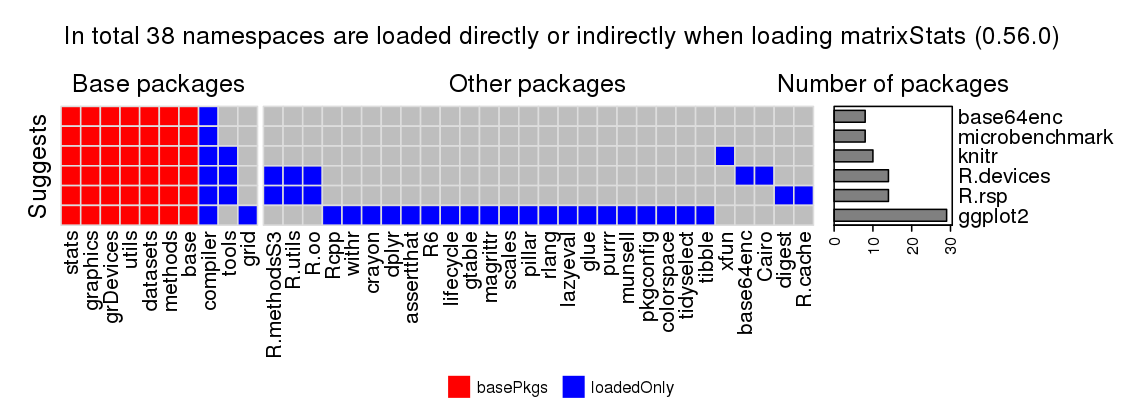 In total 38 namespaces are loaded directly or indirectly when loading matrixStats (0.56.0)
Base packages
Other packages
Number of packages
Suggests
base64enc
microbenchmark
knitr
R.devices
R.rsp
ggplot2
0
10
20
30
stats
graphics
grDevices
utils
datasets
methods
base
compiler
tools
grid
R.methodsS3
R.utils
R.oo
Rcpp
withr
crayon
dplyr
assertthat
R6
lifecycle
gtable
magrittr
scales
pillar
rlang
lazyeval
glue
purrr
munsell
pkgconfig
colorspace
tidyselect
tibble
xfun
base64enc
Cairo
digest
R.cache
basePkgs
loadedOnly